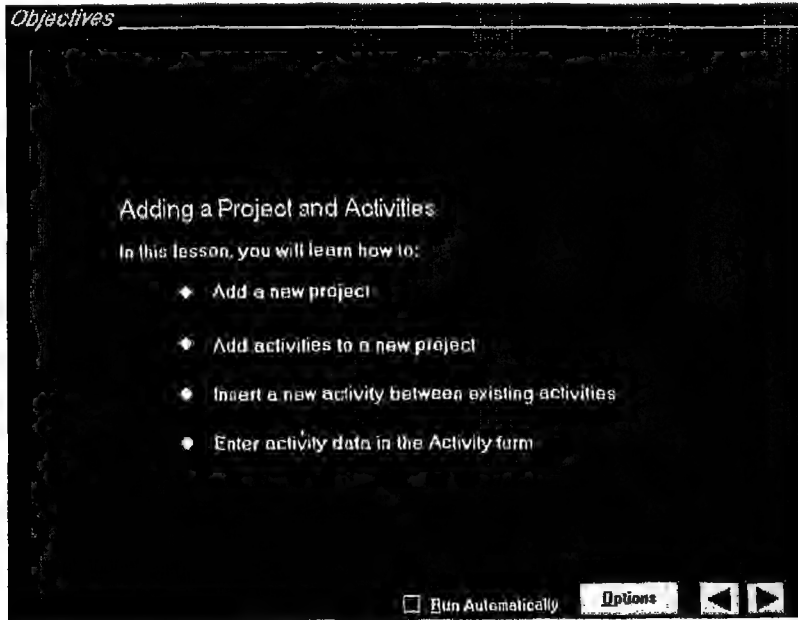 Objectives
Adding a Project and Activities
In this lesson, you will learn how to:
Add a new project
Add activities to a new project
Insert a new activity between existing activities
Enter activity data in the Activity form
Run Automatically
Options